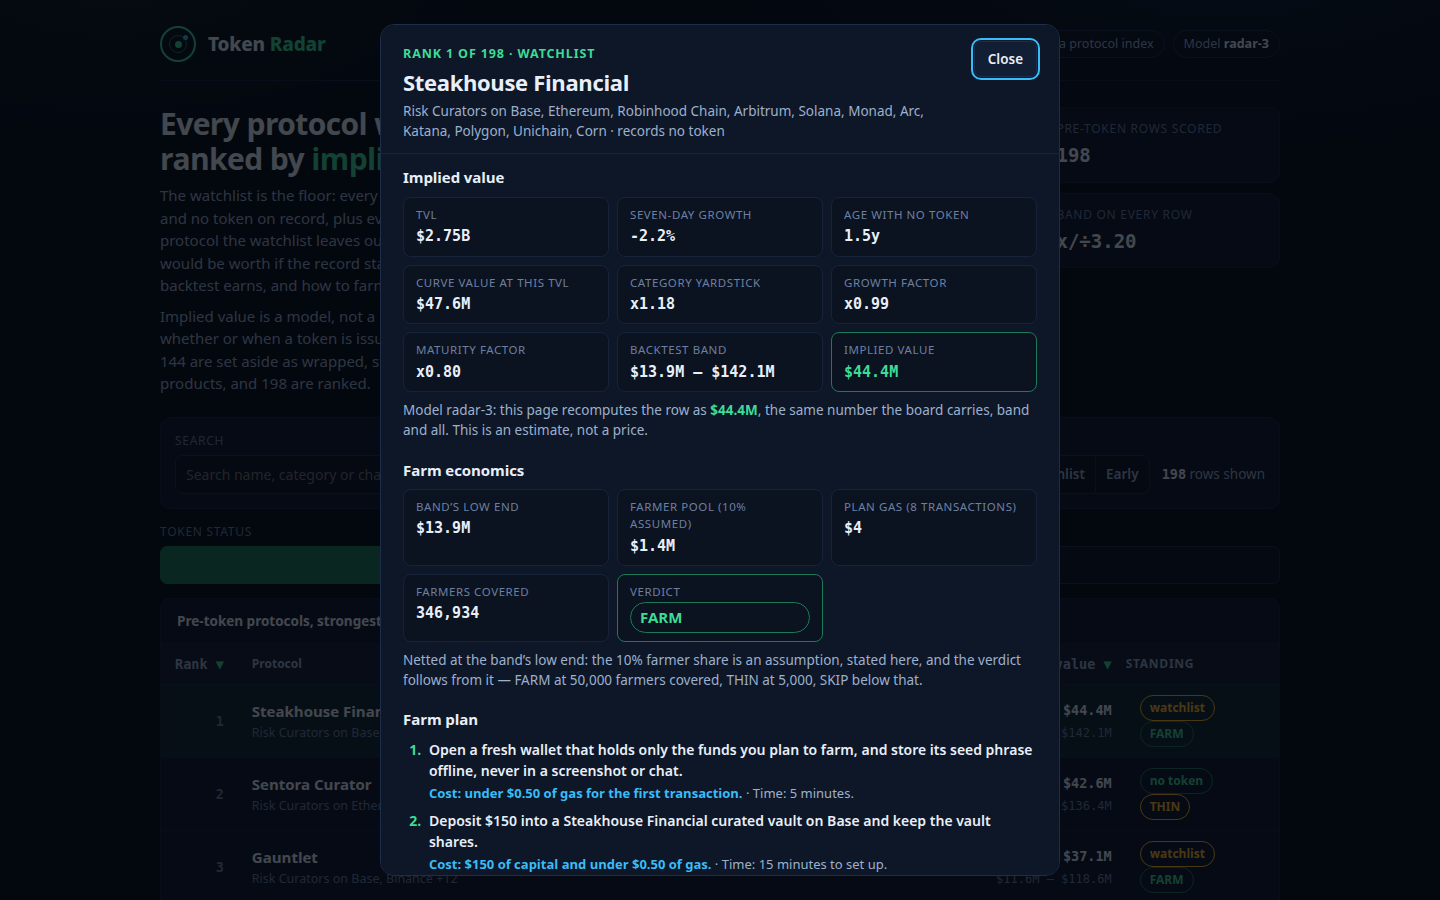 Token Radar
a protocol index
Model radar-3
RANK 1 OF 198 · WATCHLIST
Close
Steakhouse Financial
Risk Curators on Base, Ethereum, Robinhood Chain, Arbitrum, Solana, Monad, Arc,
Katana, Polygon, Unichain, Corn · records no token
Every protocol
ranked by
The watchlist is the floor: every
and no token on record, plus
protocol the watchlist leaves
would be worth if the record
backtest earns, and how to farm
Implied value is a model, not a
whether or when a token is
144 are set aside as wrapped,
products, and 198 are ranked.
PRE-TOKEN ROWS SCORED
198
BAND ON EVERY ROW
x/÷3.20
Implied value
TVL
$2.75B
SEVEN-DAY GROWTH
-2.2%
AGE WITH NO TOKEN
1.5y
CURVE VALUE AT THIS TVL
$47.6M
CATEGORY YARDSTICK
x1.18
GROWTH FACTOR
x0.99
MATURITY FACTOR
x0.80
BACKTEST BAND
$13.9M — $142.1M
IMPLIED VALUE
$44.4M
Model radar-3: this page recomputes the row as $44.4M, the same number the board carries, band
and all. This is an estimate, not a price.
SEARCH
Search name, category or
Early
198 rows shown
TOKEN STATUS
Farm economics
BAND'S LOW END
$13.9M
FARMER POOL (10%
ASSUMED)
$1.4M
PLAN GAS (8 TRANSACTIONS)
$4
FARMERS COVERED
346,934
VERDICT
FARM
Netted at the band's low end: the 10% farmer share is an assumption, stated here, and the verdict
follows from it — FARM at 50,000 farmers covered, THIN at 5,000, SKIP below that.
Pre-token protocols, strongest
Rank ▼
Protocol
▼
STANDING
1
Steakhouse
Risk Curators on Base
$44.4M
$142.1M
watchlist
FARM
2
Sentora Curator
Risk Curators on
$42.6M
$136.4M
no token
THIN
3
Gauntlet
Risk Curators on Base, Binance +12
$37.1M
$11.6M — $118.6M
watchlist
FARM
Farm plan
1. Open a fresh wallet that holds only the funds you plan to farm, and store its seed phrase
offline, never in a screenshot or chat.
Cost: under $0.50 of gas for the first transaction. · Time: 5 minutes.
2. Deposit $150 into a Steakhouse Financial curated vault on Base and keep the vault
shares.
Cost: $150 of capital and under $0.50 of gas. · Time: 15 minutes to set up.